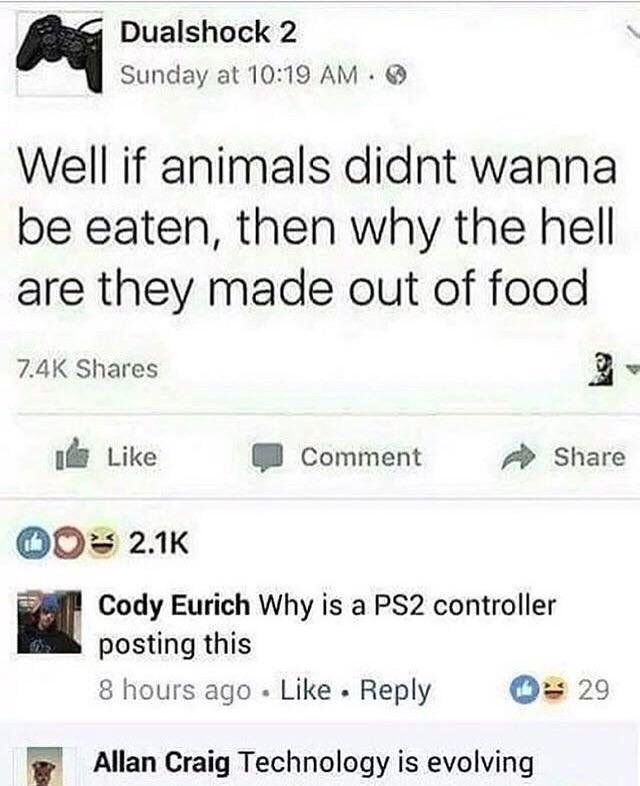 Dualshock 2
Sunday at 10:19 AM ·
Well if animals didnt wanna
be eaten, then why the hell
are they made out of food
7.4K Shares
Like Comment Share
2.1K
Cody Eurich Why is a PS2 controller
posting this
8 hours ago • Like • Reply 29
Allan Craig Technology is evolving